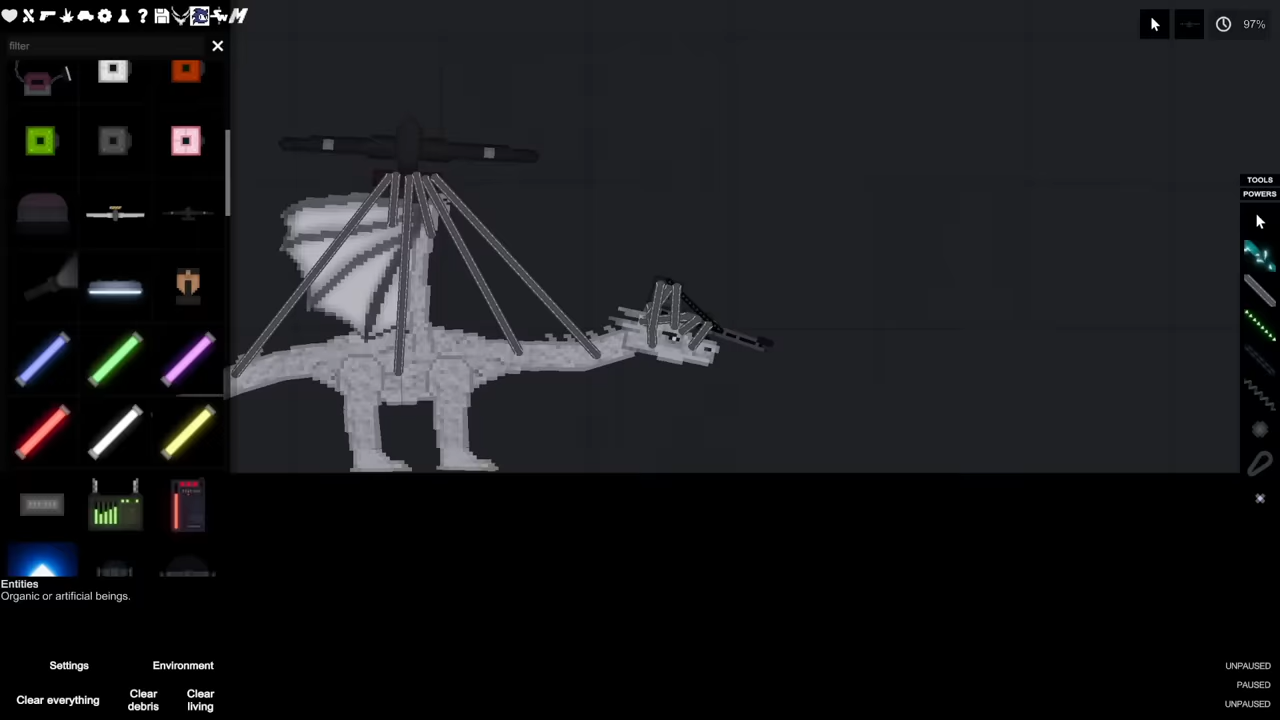 filter
97%
TOOLS
POWERS
Entities
Organic or artificial beings.
Settings
Environment
Clear everything
Clear debris
Clear living
UNPAUSED
PAUSED
UNPAUSED